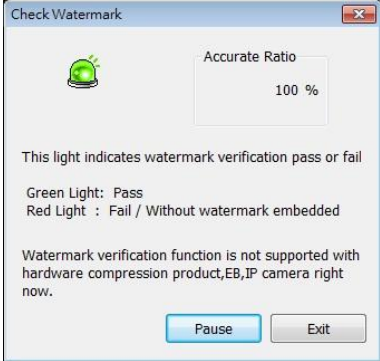 Check Watermark
Accurate Ratio
100 %
This light indicates watermark verification pass or fail
Green Light: Pass
Red Light : Fail / Without watermark embedded
Watermark verification function is not supported with
hardware compression product,EB,IP camera right
now.
Pause
Exit